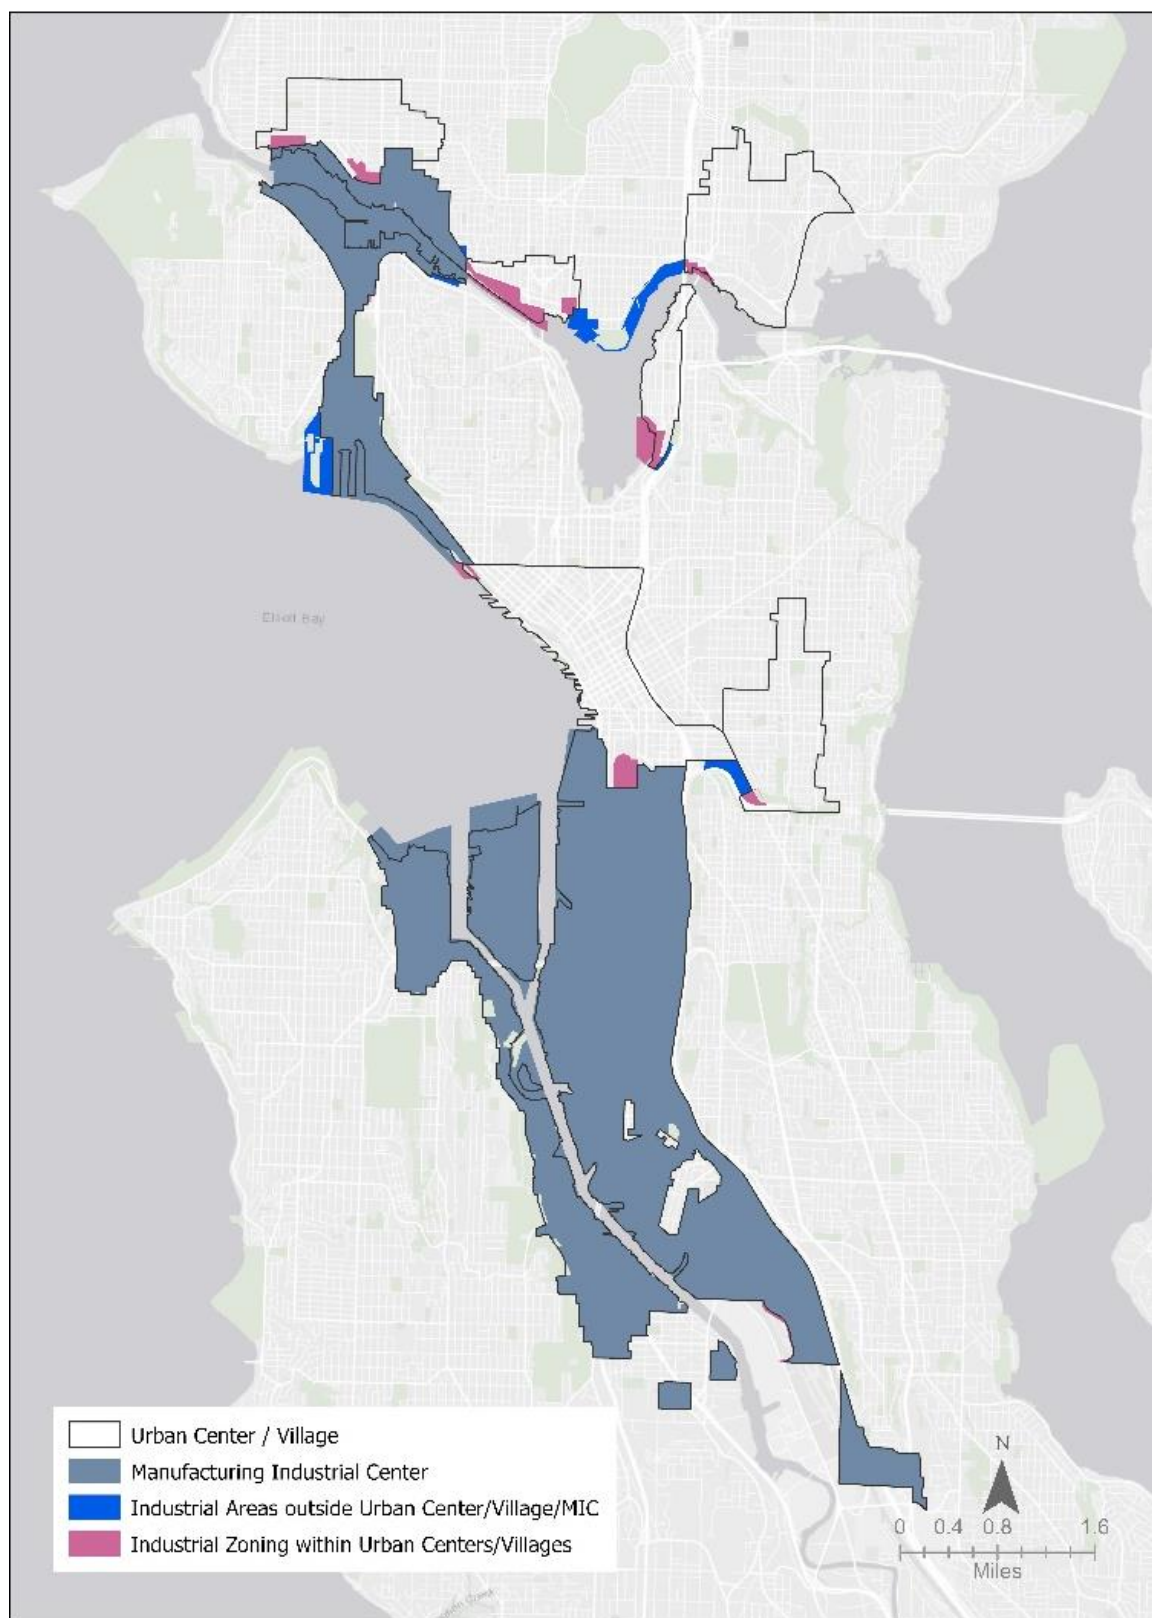 Elliott Bay
Urban Center / Village
Manufacturing Industrial Center
Industrial Areas outside Urban Center/Village/MIC
Industrial Zoning within Urban Centers/Villages
N
0 0.4 0.8 1.6
Miles